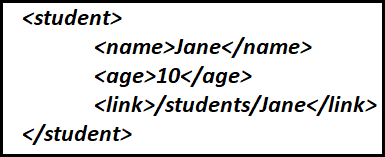 <student>
<name>Jane</name>
<age>10</age>
<link>/students/Jane</link>
</student>